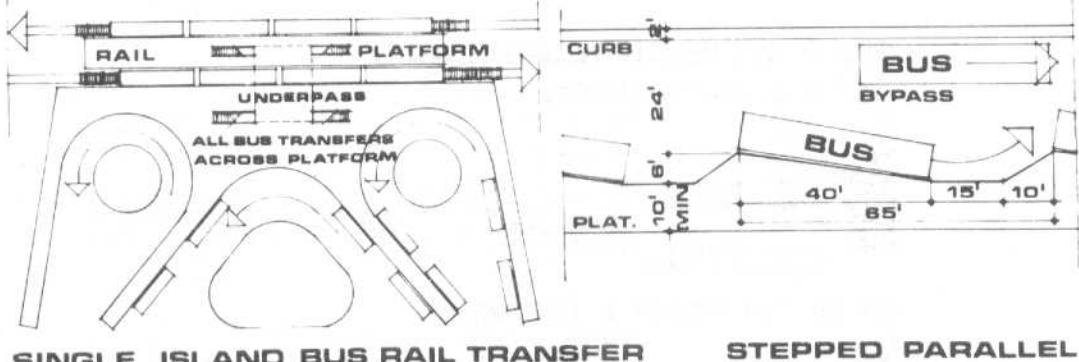 RAIL PLATFORM
UNDERPASS
ALL BUS TRANSFERS
ACROSS PLATFORM
SINGLE ISLAND BUS RAIL TRANSFER
2'
CURB
BUS
BYPASS
24'
BUS
6'
40'
15'
10'
65'
10'
MIN
PLAT.
STEPPED PARALLEL